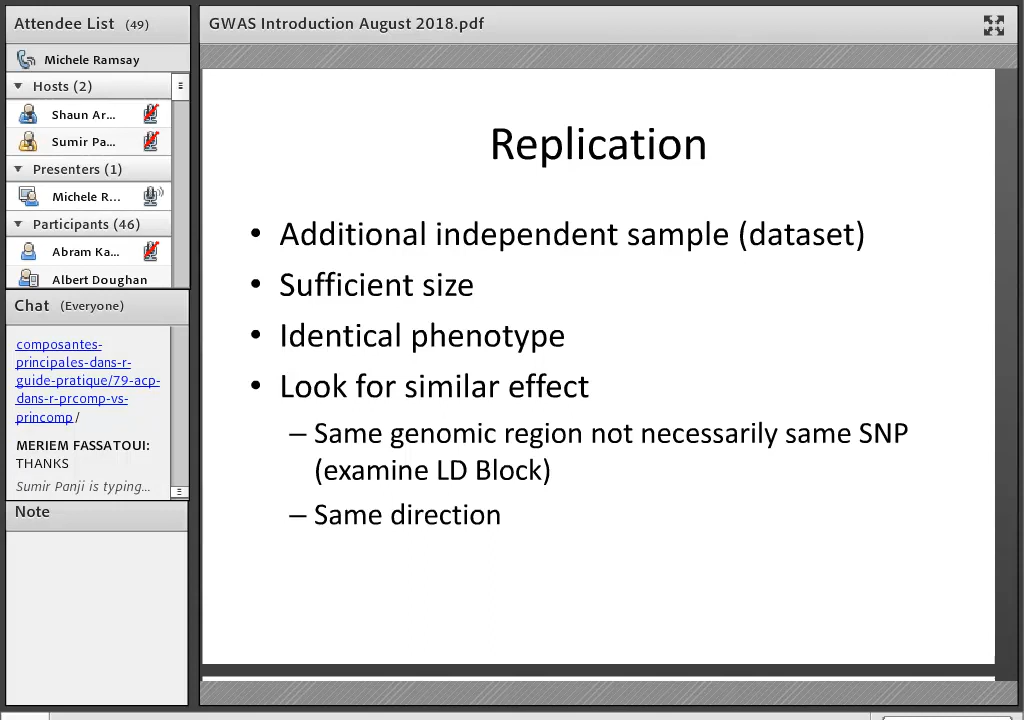 Attendee List (49)
Michele Ramsay
Hosts (2)
Shaun Ar...
Sumir Pa...
Presenters (1)
Michele R...
Participants (46)
Abram Ka...
Albert Doughan
Chat (Everyone)
composantes-
principales-dans-r-
guide-pratique/79-acp-
dans-r-prcomp-vs-
princomp /
MERIEM FASSATOUI:
THANKS
Sumir Panji is typing...
Note
GWAS Introduction August 2018.pdf
Replication
• Additional independent sample (dataset)
• Sufficient size
• Identical phenotype
• Look for similar effect
– Same genomic region not necessarily same SNP
(examine LD Block)
– Same direction